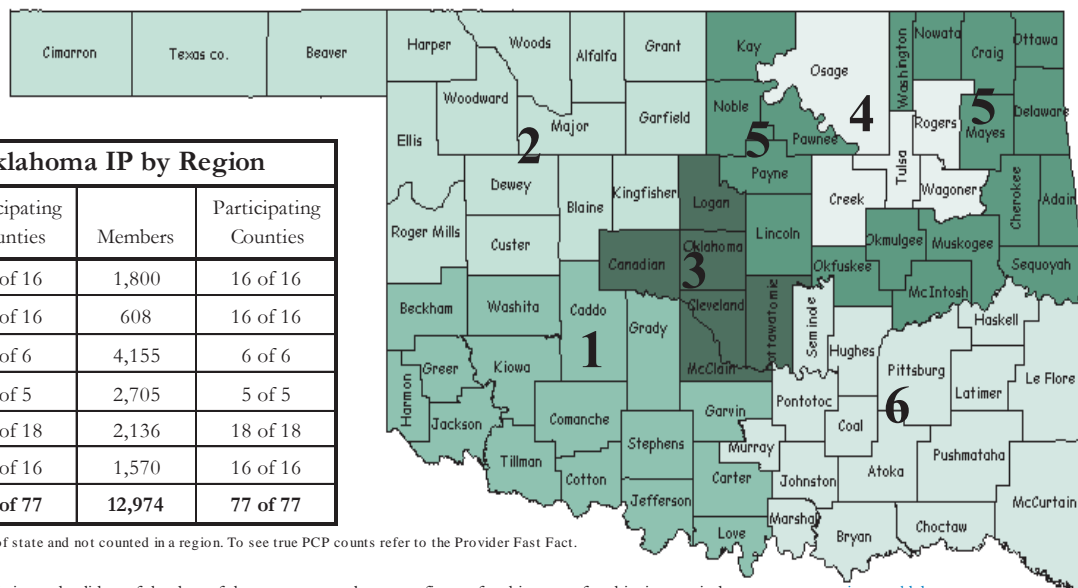 Cimarron Texas co. Beaver Harper Woods Alfalfa Grant Kay Osage Washington Nowata Craig Ottawa
Woodward Major Garfield Noble Pawnee Rogers Mayes Delaware
Ellis 2 5 4 5
Dewey Blaine Kingfisher Logan Payne Creek Tulsa Wagoner Cherokee Adair
Roger Mills Custer Canadian Oklahoma Lincoln Okmulgee Muskogee Sequoyah
3 Okfuskee McIntosh
Beckham Washita Caddo Grady Cleveland Seminole Hughes Haskell
Greer Kiowa 1 McClain Pittsburg Latimer Le Flore
Harmon Jackson Comanche Garvin Pontotoc Coal 6
Tillman Cotton Stephens Murray Carter Johnston Atoka Pushmataha McCurtain
Jefferson Love Marsha Bryan Choctaw
klahoma IP by Region
cipating Participating
unties Members Counties
of 16 1,800 16 of 16
of 16 608 16 of 16
of 6 4,155 6 of 6
of 5 2,705 5 of 5
of 18 2,136 18 of 18
of 16 1,570 16 of 16
of 77 12,974 77 of 77
of state and not counted in a region. To see true PCP counts refer to the Provider Fast Fact.